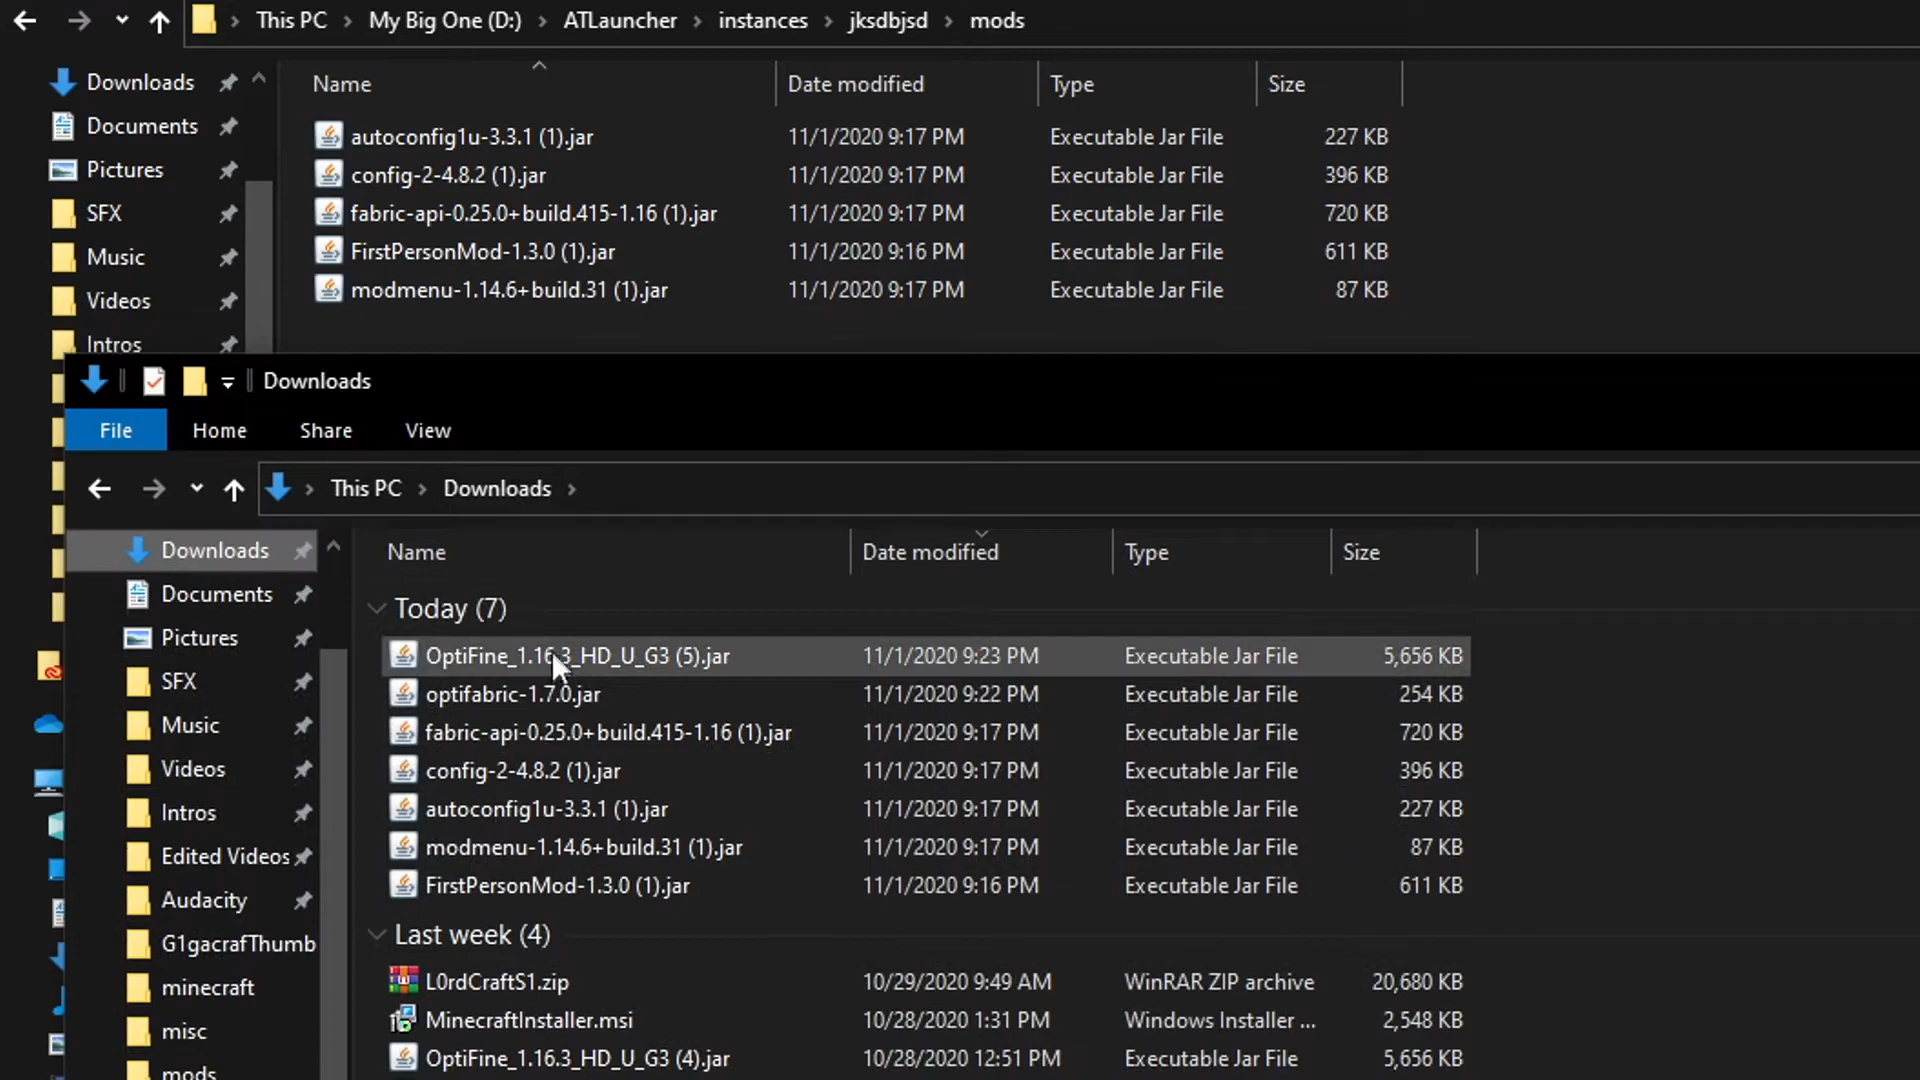 This PC > My Big One (D:) > ATLauncher > instances > jksdbjsd > mods
Name Date modified Type Size
Downloads
Documents
Pictures
SFX
Music
Videos
Intros
autoconfig1u-3.3.1 (1).jar 11/1/2020 9:17 PM Executable Jar File 227 KB
config-2-4.8.2 (1).jar 11/1/2020 9:17 PM Executable Jar File 396 KB
fabric-api-0.25.0+build.415-1.16 (1).jar 11/1/2020 9:17 PM Executable Jar File 720 KB
FirstPersonMod-1.3.0 (1).jar 11/1/2020 9:16 PM Executable Jar File 611 KB
modmenu-1.14.6+build.31 (1).jar 11/1/2020 9:17 PM Executable Jar File 87 KB
Downloads
File Home Share View
This PC > Downloads >
Downloads
Documents
Pictures
SFX
Music
Videos
Intros
Edited Videos
Audacity
G1gacrafThumb
minecraft
misc
mods
Name Date modified Type Size
Today (7)
OptiFine_1.16.3_HD_U_G3 (5).jar 11/1/2020 9:23 PM Executable Jar File 5,656 KB
optifabric-1.7.0.jar 11/1/2020 9:22 PM Executable Jar File 254 KB
fabric-api-0.25.0+build.415-1.16 (1).jar 11/1/2020 9:17 PM Executable Jar File 720 KB
config-2-4.8.2 (1).jar 11/1/2020 9:17 PM Executable Jar File 396 KB
autoconfig1u-3.3.1 (1).jar 11/1/2020 9:17 PM Executable Jar File 227 KB
modmenu-1.14.6+build.31 (1).jar 11/1/2020 9:17 PM Executable Jar File 87 KB
FirstPersonMod-1.3.0 (1).jar 11/1/2020 9:16 PM Executable Jar File 611 KB
Last week (4)
L0rdCraftS1.zip 10/29/2020 9:49 AM WinRAR ZIP archive 20,680 KB
MinecraftInstaller.msi 10/28/2020 1:31 PM Windows Installer ... 2,548 KB
OptiFine_1.16.3_HD_U_G3 (4).jar 10/28/2020 12:51 PM Executable Jar File 5,656 KB